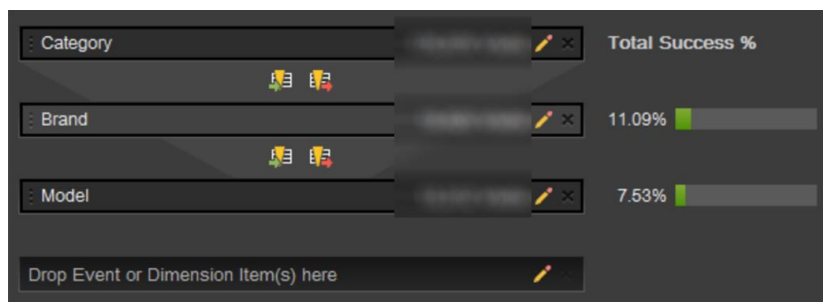 Category Total Success %
Brand 11.09%
Model 7.53%
Drop Event or Dimension Item(s) here